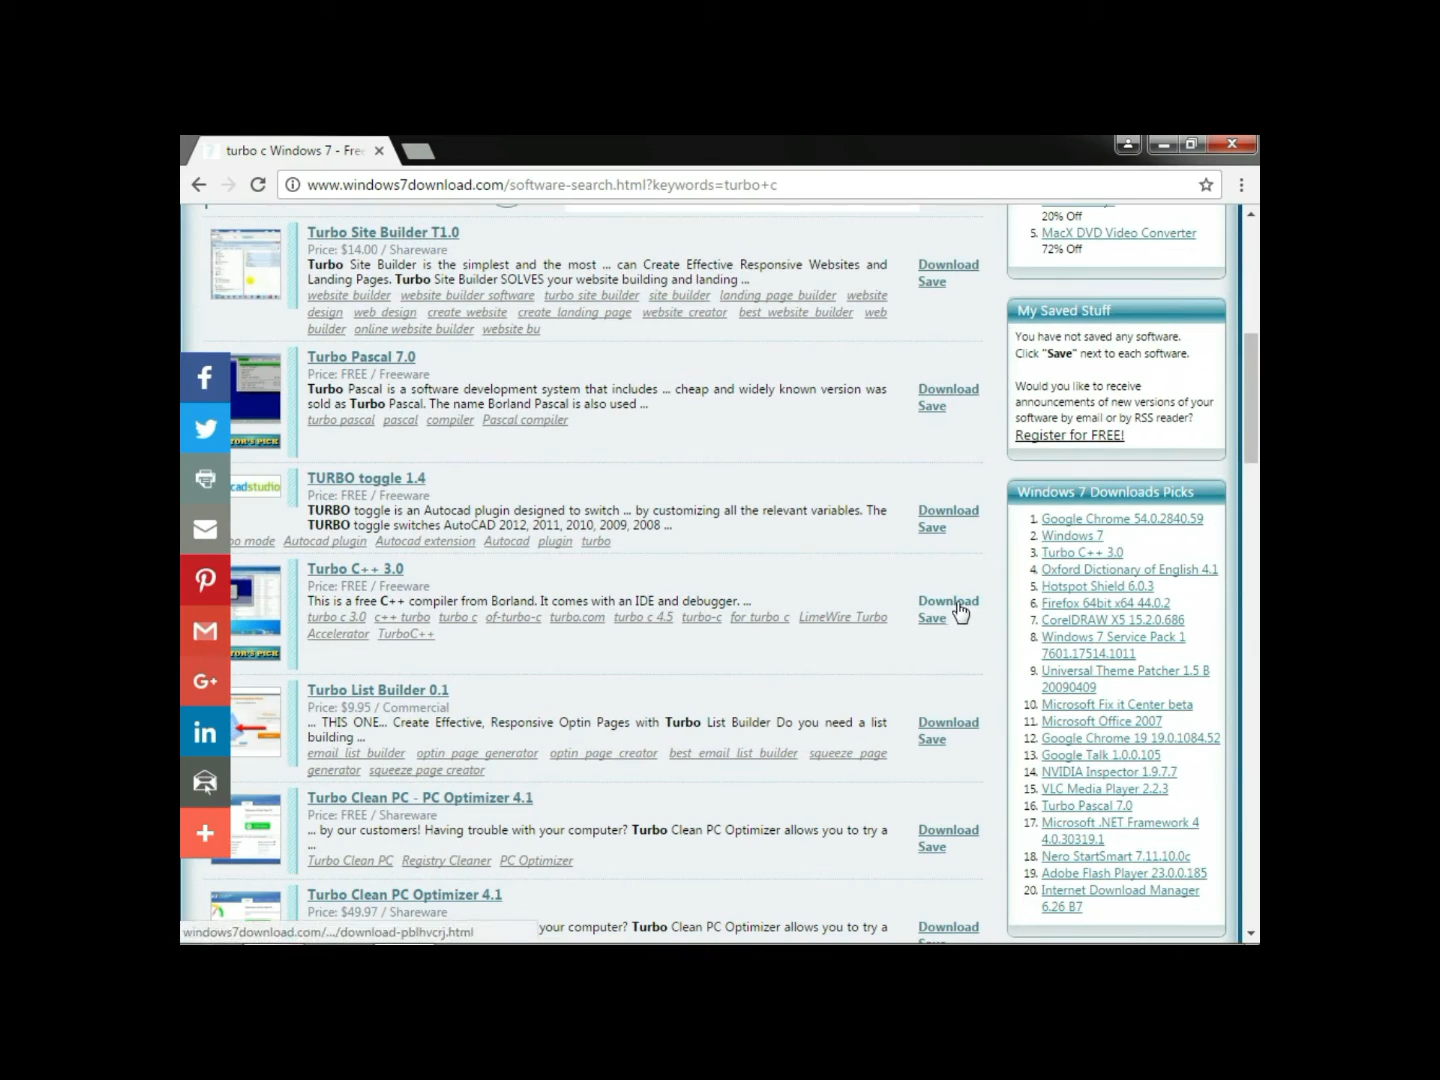 turbo c Windows 7 - Free
www.windows7download.com/software-search.html?keywords=turbo+c
Turbo Site Builder T1.0
Price: $14.00 / Shareware
Turbo Site Builder is the simplest and the most ... can Create Effective Responsive Websites and
Landing Pages. Turbo Site Builder SOLVES your website building and landing ...
website builder website builder software turbo site builder site builder landing page builder website
design web design create website create landing page website creator best website builder web
builder online website builder website bu
Download
Save
Turbo Pascal 7.0
Price: FREE / Freeware
Turbo Pascal is a software development system that includes ... cheap and widely known version was
sold as Turbo Pascal. The name Borland Pascal is also used ...
turbo pascal pascal compiler Pascal compiler
Download
Save
cadstudio
TURBO toggle 1.4
Price: FREE / Freeware
TURBO toggle is an Autocad plugin designed to switch ... by customizing all the relevant variables. The
TURBO toggle switches AutoCAD 2012, 2011, 2010, 2009, 2008 ...
mode Autocad plugin Autocad extension Autocad plugin turbo
Download
Save
Turbo C++ 3.0
Price: FREE / Freeware
This is a free C++ compiler from Borland. It comes with an IDE and debugger. ...
turbo c 3.0 c++ turbo turbo c of-turbo-c turbo.com turbo c 4.5 turbo-c for turbo c LimeWire Turbo
Accelerator TurboC++
Download
Save
Turbo List Builder 0.1
Price: $9.95 / Commercial
... THIS ONE... Create Effective, Responsive Optin Pages with Turbo List Builder Do you need a list
building ...
email list builder optin page generator optin page creator best email list builder squeeze page
generator squeeze page creator
Download
Save
Turbo Clean PC - PC Optimizer 4.1
Price: FREE / Shareware
... by our customers! Having trouble with your computer? Turbo Clean PC Optimizer allows you to try a
...
Turbo Clean PC Registry Cleaner PC Optimizer
Download
Save
Turbo Clean PC Optimizer 4.1
Price: $49.97 / Shareware
your computer? Turbo Clean PC Optimizer allows you to try a
Download
windows7download.com/.../download-pblhvcrj.html
20% Off
5. MacX DVD Video Converter
72% Off
My Saved Stuff
You have not saved any software.
Click "Save" next to each software.
Would you like to receive
announcements of new versions of your
software by email or by RSS reader?
Register for FREE!
Windows 7 Downloads Picks
1. Google Chrome 54.0.2840.59
2. Windows 7
3. Turbo C++ 3.0
4. Oxford Dictionary of English 4.1
5. Hotspot Shield 6.0.3
6. Firefox 64bit x64 44.0.2
7. CorelDRAW X5 15.2.0.686
8. Windows 7 Service Pack 1
7601.17514.1011
9. Universal Theme Patcher 1.5 B
20090409
10. Microsoft Fix it Center beta
11. Microsoft Office 2007
12. Google Chrome 19 19.0.1084.52
13. Google Talk 1.0.0.105
14. NVIDIA Inspector 1.9.7.7
15. VLC Media Player 2.2.3
16. Turbo Pascal 7.0
17. Microsoft .NET Framework 4
4.0.30319.1
18. Nero StartSmart 7.11.10.0c
19. Adobe Flash Player 23.0.0.185
20. Internet Download Manager
6.26 B7